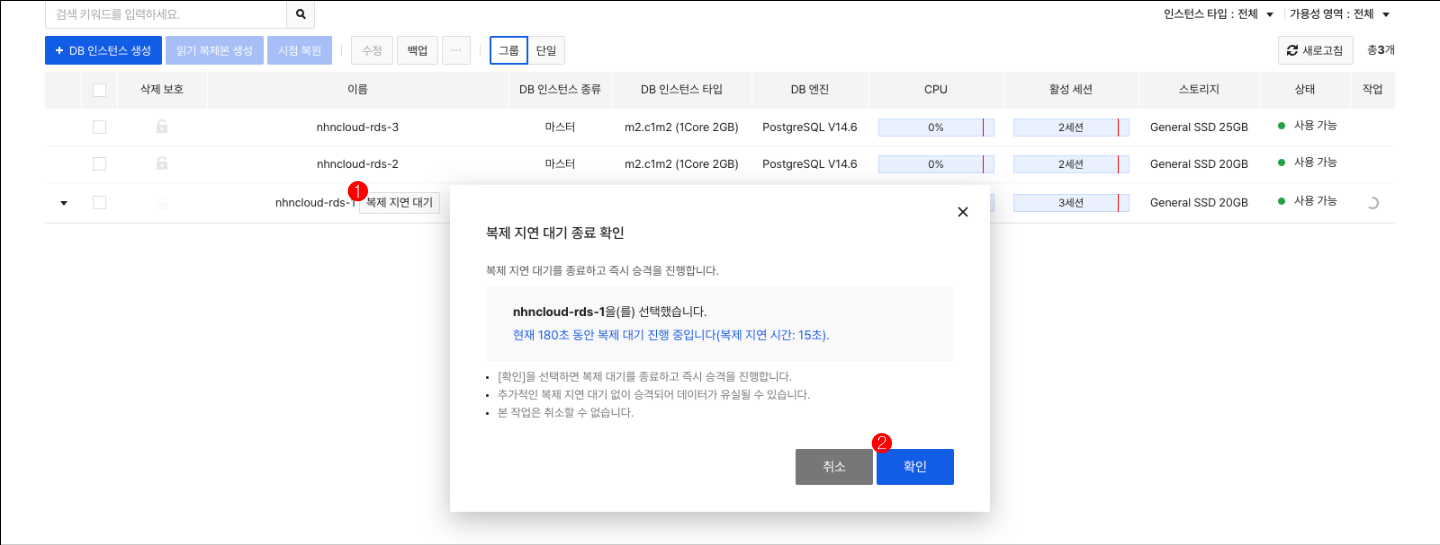 검색 키워드를 입력하세요.
인스턴스 타입 : 전체 가용성 영역 : 전체
+ DB 인스턴스 생성 읽기 복제본 생성 시점 복원 수정 백업 ... 그룹 단일 새로고침 총3개
삭제 보호 이름 DB 인스턴스 종류 DB 인스턴스 타입 DB 엔진 CPU 활성 세션 스토리지 상태 작업
nhncloud-rds-3 마스터 m2.c1m2 (1Core 2GB) PostgreSQL V14.6 0% 2세션 General SSD 25GB 사용 가능
nhncloud-rds-2 마스터 m2.c1m2 (1Core 2GB) PostgreSQL V14.6 0% 2세션 General SSD 20GB 사용 가능
1
nhncloud-rds-1 복제 지연 대기 3세션 General SSD 20GB 사용 가능
복제 지연 대기 종료 확인
복제 지연 대기를 종료하고 즉시 승격을 진행합니다.
nhncloud-rds-1을(를) 선택했습니다.
현재 180초 동안 복제 대기 진행 중입니다(복제 지연 시간: 15초).
• [확인]을 선택하면 복제 대기를 종료하고 즉시 승격을 진행합니다.
• 추가적인 복제 지연 대기 없이 승격되어 데이터가 유실될 수 있습니다.
• 본 작업은 취소할 수 없습니다.
2
취소 확인